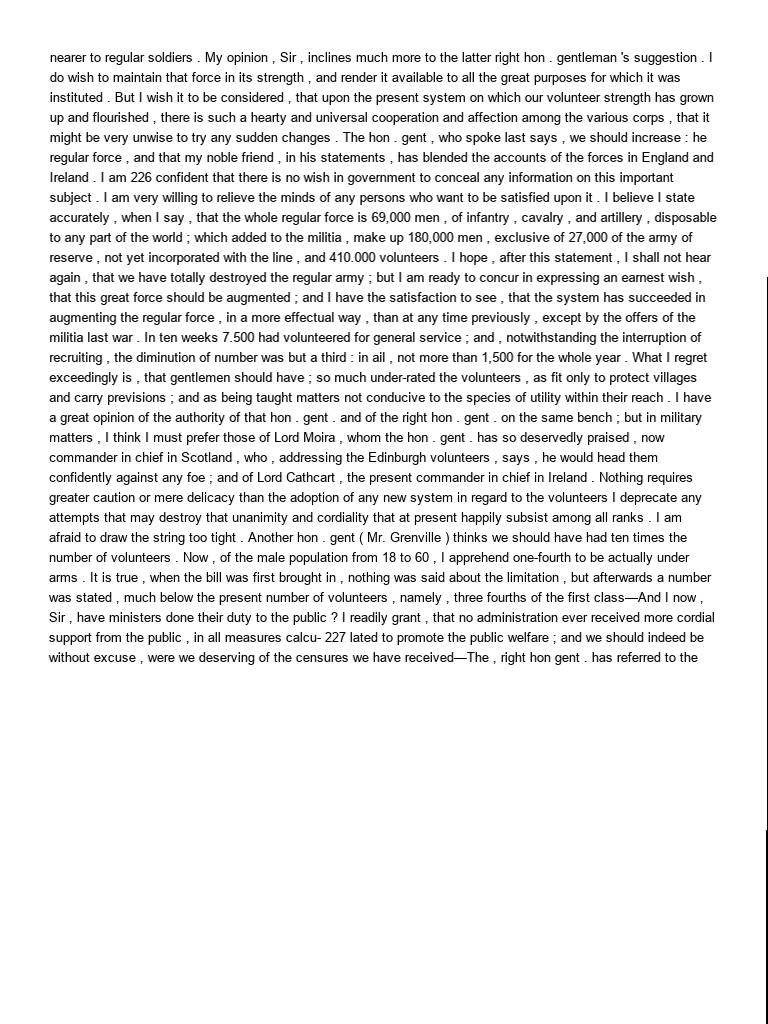 nearer to regular soldiers . My opinion , Sir , inclines much more to the latter right hon . gentleman 's suggestion . I
do wish to maintain that force in its strength , and render it available to all the great purposes for which it was
instituted . But I wish it to be considered , that upon the present system on which our volunteer strength has grown
up and flourished , there is such a hearty and universal cooperation and affection among the various corps , that it
might be very unwise to try any sudden changes . The hon . gent , who spoke last says , we should increase : he
regular force , and that my noble friend , in his statements , has blended the accounts of the forces in England and
Ireland . I am 226 confident that there is no wish in government to conceal any information on this important
subject . I am very willing to relieve the minds of any persons who want to be satisfied upon it . I believe I state
accurately , when I say , that the whole regular force is 69,000 men , of infantry , cavalry , and artillery , disposable
to any part of the world ; which added to the militia , make up 180,000 men , exclusive of 27,000 of the army of
reserve , not yet incorporated with the line , and 410.000 volunteers . I hope , after this statement , I shall not hear
again , that we have totally destroyed the regular army ; but I am ready to concur in expressing an earnest wish ,
that this great force should be augmented ; and I have the satisfaction to see , that the system has succeeded in
augmenting the regular force , in a more effectual way , than at any time previously , except by the offers of the
militia last war . In ten weeks 7.500 had volunteered for general service ; and , notwithstanding the interruption of
recruiting , the diminution of number was but a third : in ail , not more than 1,500 for the whole year . What I regret
exceedingly is , that gentlemen should have ; so much under-rated the volunteers , as fit only to protect villages
and carry previsions ; and as being taught matters not conducive to the species of utility within their reach . I have
a great opinion of the authority of that hon . gent . and of the right hon . gent . on the same bench ; but in military
matters , I think I must prefer those of Lord Moira , whom the hon . gent . has so deservedly praised , now
commander in chief in Scotland , who , addressing the Edinburgh volunteers , says , he would head them
confidently against any foe ; and of Lord Cathcart , the present commander in chief in Ireland . Nothing requires
greater caution or mere delicacy than the adoption of any new system in regard to the volunteers I deprecate any
attempts that may destroy that unanimity and cordiality that at present happily subsist among all ranks . I am
afraid to draw the string too tight . Another hon . gent ( Mr. Grenville ) thinks we should have had ten times the
number of volunteers . Now , of the male population from 18 to 60 , I apprehend one-fourth to be actually under
arms . It is true , when the bill was first brought in , nothing was said about the limitation , but afterwards a number
was stated , much below the present number of volunteers , namely , three fourths of the first class—And I now ,
Sir , have ministers done their duty to the public ? I readily grant , that no administration ever received more cordial
support from the public , in all measures calcu- 227 lated to promote the public welfare ; and we should indeed be
without excuse , were we deserving of the censures we have received—The , right hon gent . has referred to the